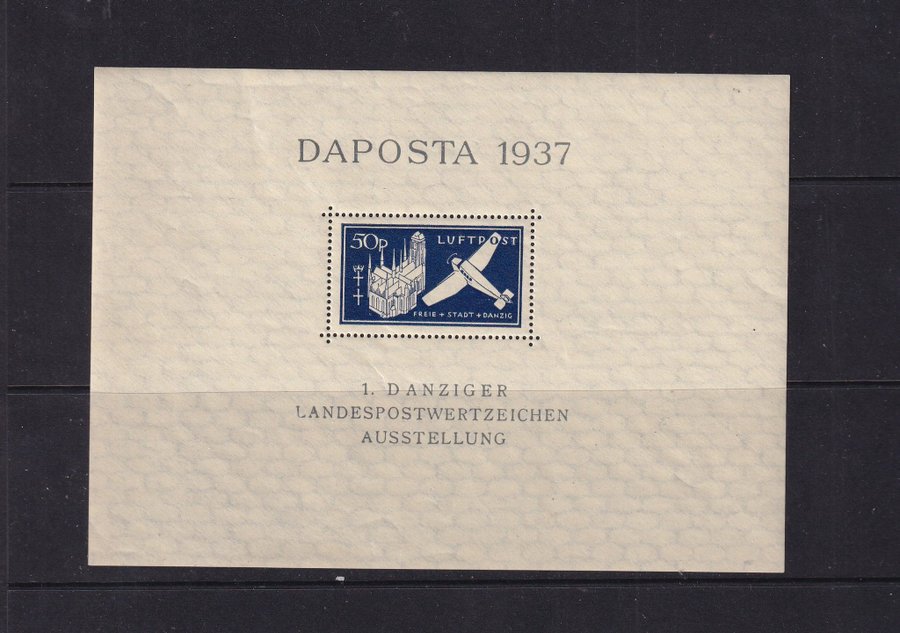 DAPOSTA 1937
50p
LUFTPOST
FREIE + STADT + DANZIG
1. DANZIGER
LANDESPOSTWERTZEICHEN
AUSSTELLUNG